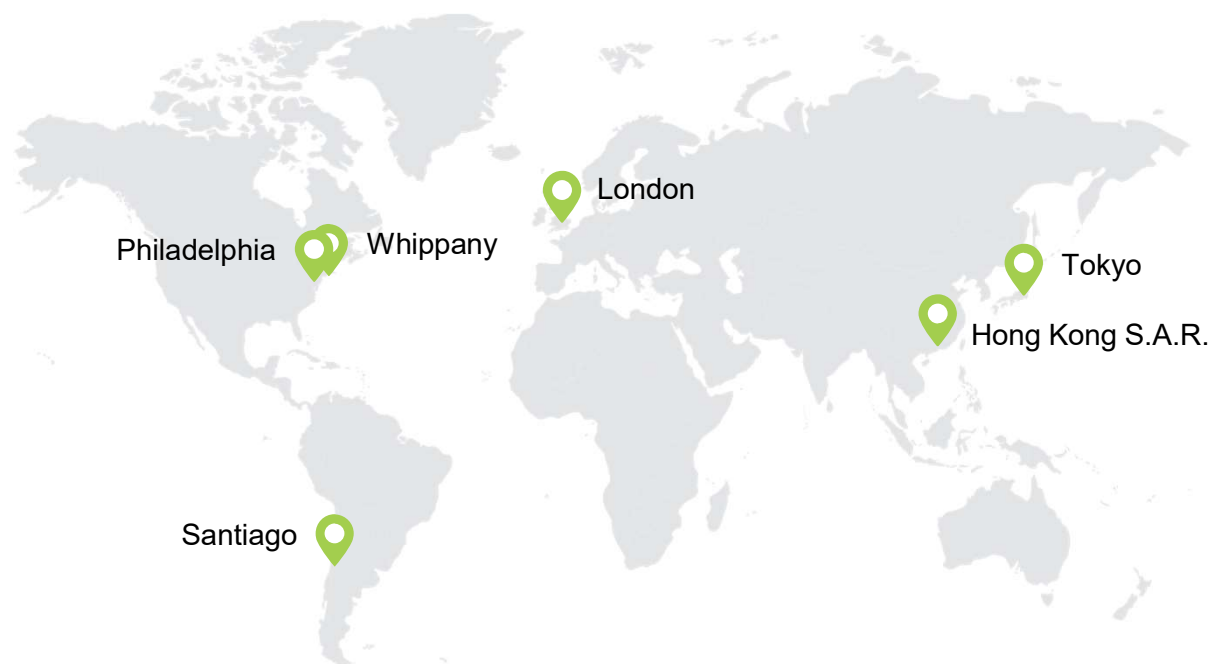 London
Philadelphia
Whippany
Tokyo
Hong Kong S.A.R.
Santiago